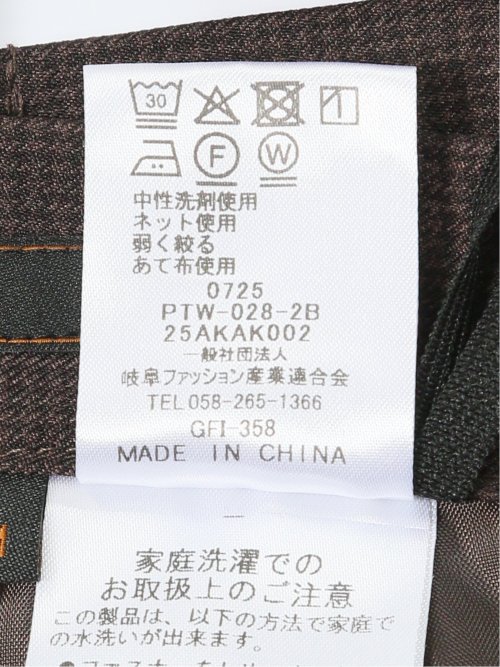 30
F W
中性洗剤使用
ネット使用
弱く絞る
あて布使用
0725
PTW-028-2B
25AKAK002
一般社団法人
岐阜ファッション産業連合会
TEL058-265-1366
GFI-358
MADE IN CHINA
家庭洗濯での
お取扱上のご注意
この製品は、以下の方法で家庭で
の水洗いが出来ます。